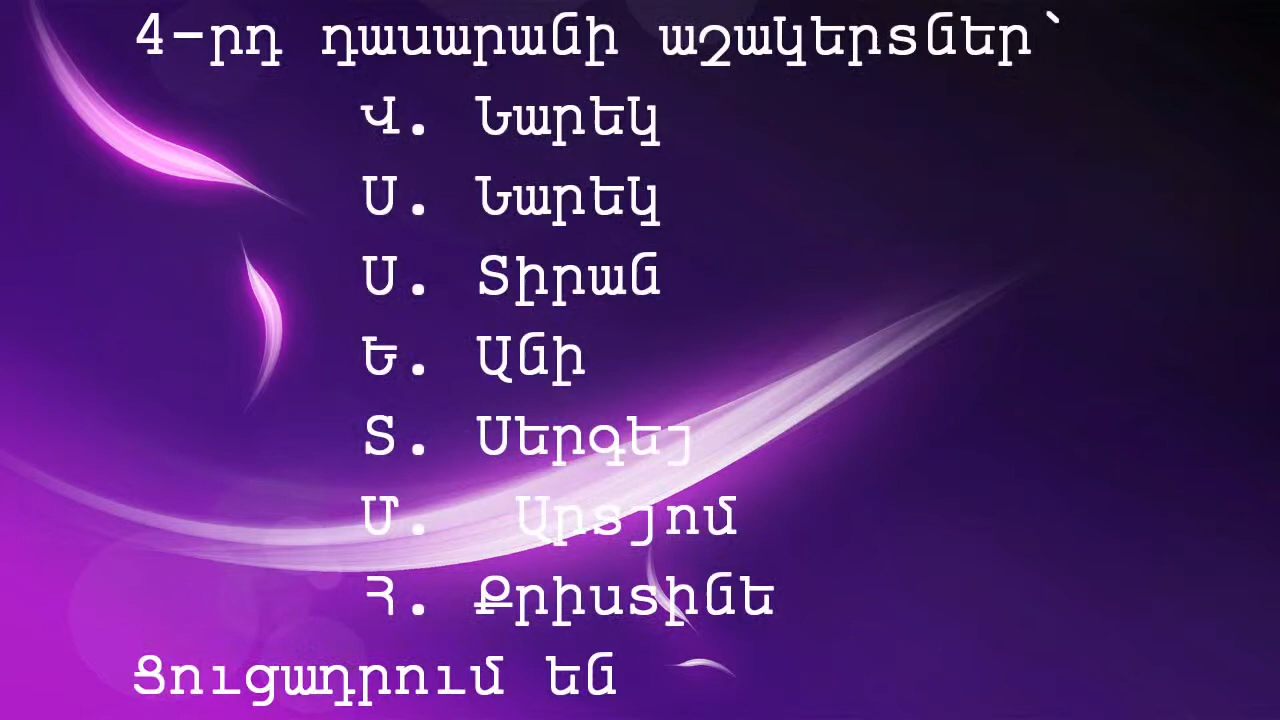 4-րդ դասարանի աշակերտներ՝
Վ. Նարեկ
Ս. Նարեկ
Ս. Տիրան
Ե. Անի
Տ. Սերգեյ
Մ. Արտյոմ
Հ. Քրիստինե
Ցուցադրում են